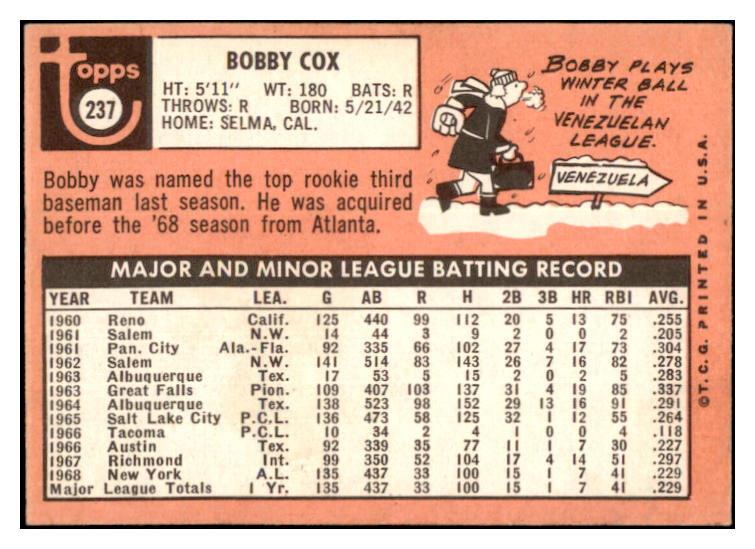 topps
237
BOBBY COX
HT: 5'11" WT: 180 BATS: R
THROWS: R BORN: 5/21/42
HOME: SELMA, CAL.
Bobby was named the top rookie third
baseman last season. He was acquired
before the '68 season from Atlanta.
BOBBY PLAYS
WINTER BALL
IN THE
VENEZUELAN
LEAGUE.
VENEZUELA
MAJOR AND MINOR LEAGUE BATTING RECORD
YEAR TEAM LEA. G AB R H 2B 3B HR RBI AVG.
1960 Reno Calif. 125 440 99 112 20 5 13 75 .255
1961 Salem N.W. 14 44 3 9 2 0 0 2 .205
1961 Pan. City Ala.-Fla. 92 335 66 102 27 4 17 73 .304
1962 Salem N.W. 141 514 83 143 26 7 16 82 .278
1963 Albuquerque Tex. 17 53 5 15 2 0 2 5 .283
1963 Great Falls Pion. 109 407 103 137 31 4 19 85 .337
1964 Albuquerque Tex. 138 523 98 152 29 13 16 91 .291
1965 Salt Lake City P.C.L. 136 473 58 125 32 1 12 55 .264
1966 Tacoma P.C.L. 10 34 2 4 1 0 0 4 .118
1966 Austin Tex. 92 339 35 77 11 1 7 30 .227
1967 Richmond Int. 99 350 52 104 17 4 14 51 .297
1968 New York A.L. 135 437 33 100 15 1 7 41 .229
Major League Totals 1 Yr. 135 437 33 100 15 1 7 41 .229
©T.C.G. PRINTED IN U.S.A.